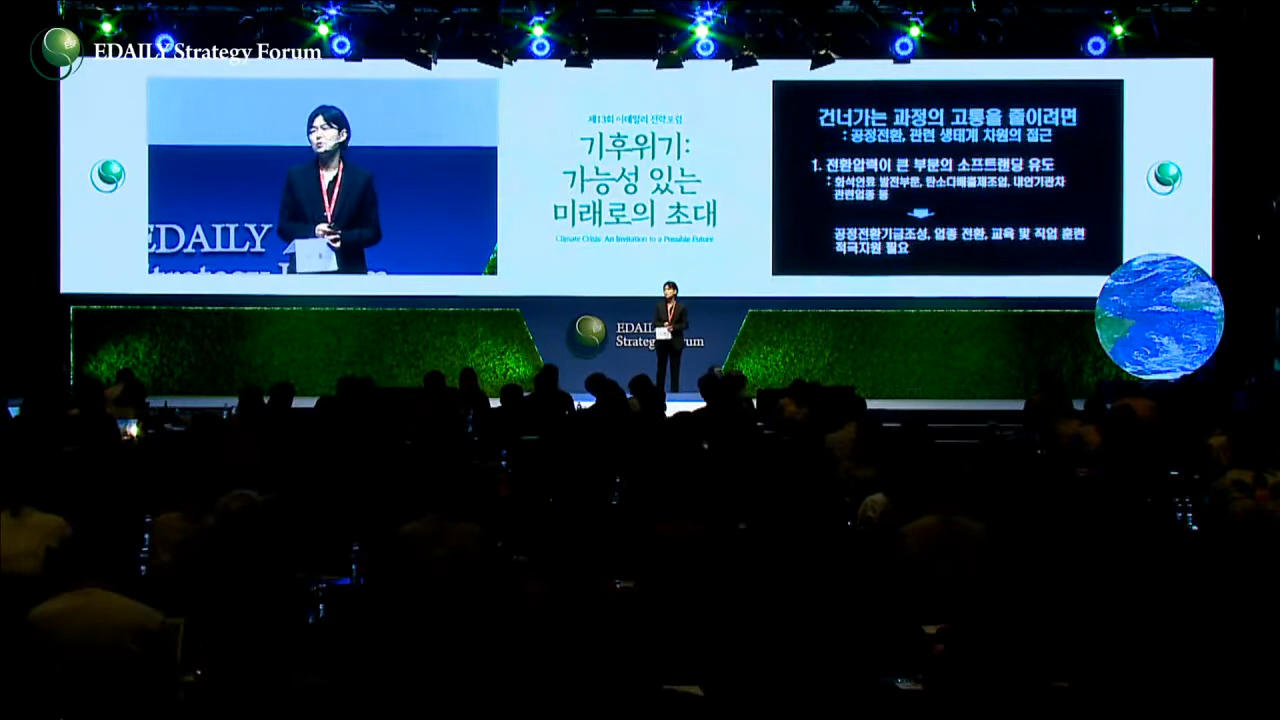 EDAILY Strategy Forum
EDAILY
제13회 이데일리 전략포럼
기후위기:
가능성 있는
미래로의 초대
Climate Crisis: An Invitation to a Possible Future
건너가는 과정의 고통을 줄이려면
: 공정전환, 관련 생태계 차원의 접근
1. 전환압력이 큰 부분의 소프트랜딩 유도
: 화석연료 발전부문, 탄소다배출제조업, 내연기관차
관련업종 등
공정전환기금조성, 업종 전환, 교육 및 직업 훈련
적극지원 필요
EDAIL
Strateg um